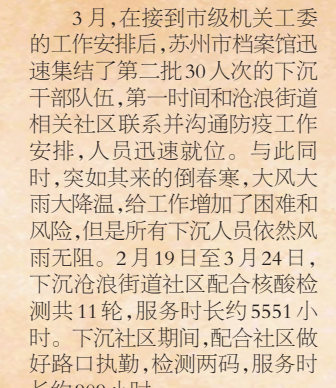 3月,在接到市级机关工委
的工作安排后,苏州市档案馆迅
速集结了第二批30人次的下沉
干部队伍,第一时间和沧浪街道
相关社区联系并沟通防疫工作
安排,人员迅速就位。与此同
时,突如其来的倒春寒,大风大
雨大降温,给工作增加了困难和
风险,但是所有下沉人员依然风
雨无阻。2月19日至3月24日,
下沉沧浪街道社区配合核酸检
测共11轮,服务时长约5551小
时。下沉社区期间,配合社区做
好路口执勤,检测两码,服务时